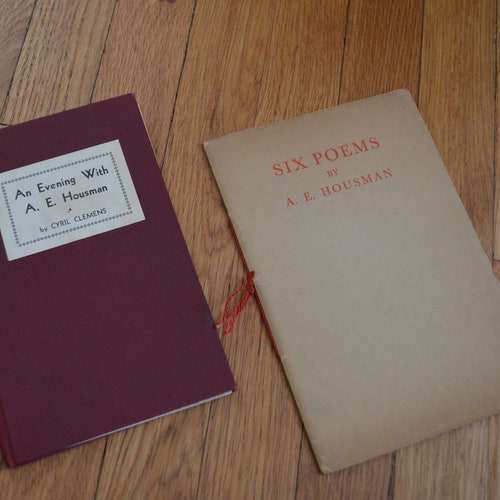 An Evening With
A. E. Housman
by CYRIL CLEMENS
SIX POEMS
BY
A. E. HOUSMAN